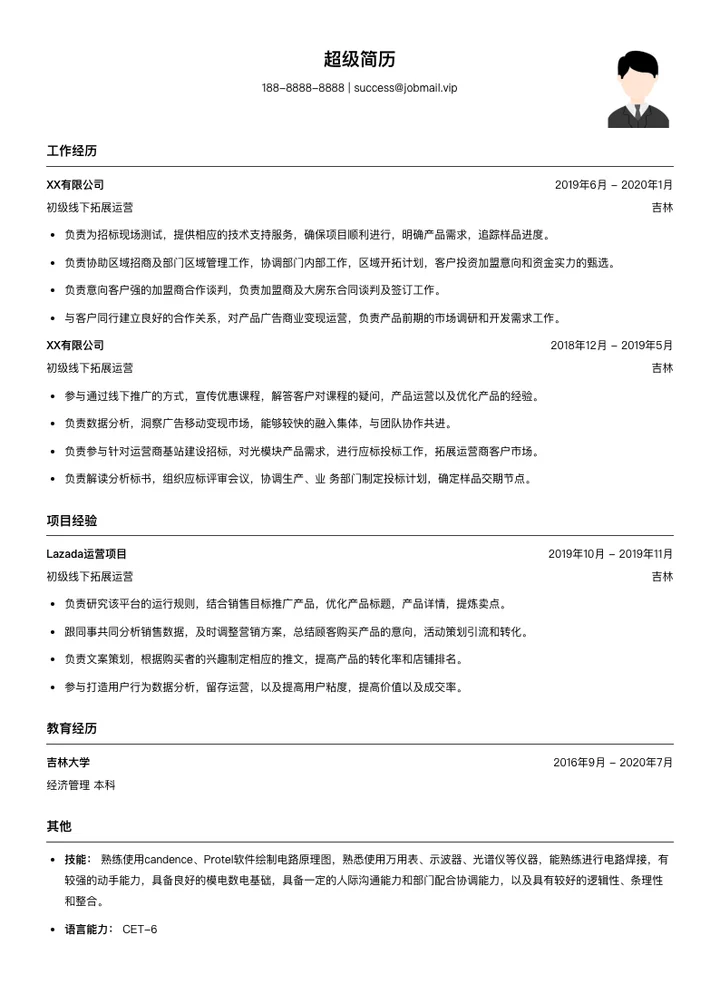 超级简历
188-8888-8888 | success@jobmail.vip
工作经历
XX有限公司 2019年6月 – 2020年1月
初级线下拓展运营 吉林
• 负责为招标现场测试，提供相应的技术支持服务，确保项目顺利进行，明确产品需求，追踪样品进度。
• 负责协助区域招商及部门区域管理工作，协调部门内部工作，区域开拓计划，客户投资加盟意向和资金实力的甄选。
• 负责意向客户强的加盟商合作谈判，负责加盟商及大房东合同谈判及签订工作。
• 与客户同行建立良好的合作关系，对产品广告商业变现运营，负责产品前期的市场调研和开发需求工作。
XX有限公司 2018年12月 – 2019年5月
初级线下拓展运营 吉林
• 参与通过线下推广的方式，宣传优惠课程，解答客户对课程的疑问，产品运营以及优化产品的经验。
• 负责数据分析，洞察广告移动变现市场，能够较快的融入集体，与团队协作共进。
• 负责参与针对运营商基站建设招标，对光模块产品需求，进行应标投标工作，拓展运营商客户市场。
• 负责解读分析标书，组织应标评审会议，协调生产、业 务部门制定投标计划，确定样品交期节点。
项目经验
Lazada运营项目 2019年10月 – 2019年11月
初级线下拓展运营 吉林
• 负责研究该平台的运行规则，结合销售目标推广产品，优化产品标题，产品详情，提炼卖点。
• 跟同事共同分析销售数据，及时调整营销方案，总结顾客购买产品的意向，活动策划引流和转化。
• 负责文案策划，根据购买者的兴趣制定相应的推文，提高产品的转化率和店铺排名。
• 参与打造用户行为数据分析，留存运营，以及提高用户粘度，提高价值以及成交率。
教育经历
吉林大学 2016年9月 – 2020年7月
经济管理 本科
其他
• 技能： 熟练使用candence、Protel软件绘制电路原理图，熟悉使用万用表、示波器、光谱仪等仪器，能熟练进行电路焊接，有
较强的动手能力，具备良好的模电数电基础，具备一定的人际沟通能力和部门配合协调能力，以及具有较好的逻辑性、条理性
和整合。
• 语言能力： CET-6